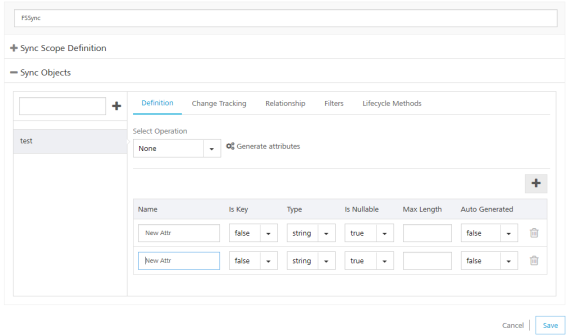 FSSync
+ Sync Scope Definition
− Sync Objects
+
Definition Change Tracking Relationship Filters Lifecycle Methods
test
Select Operation
None Generate attributes
+
Name Is Key Type Is Nullable Max Length Auto Generated
New Attr false string true false
New Attr false string true false
Cancel Save